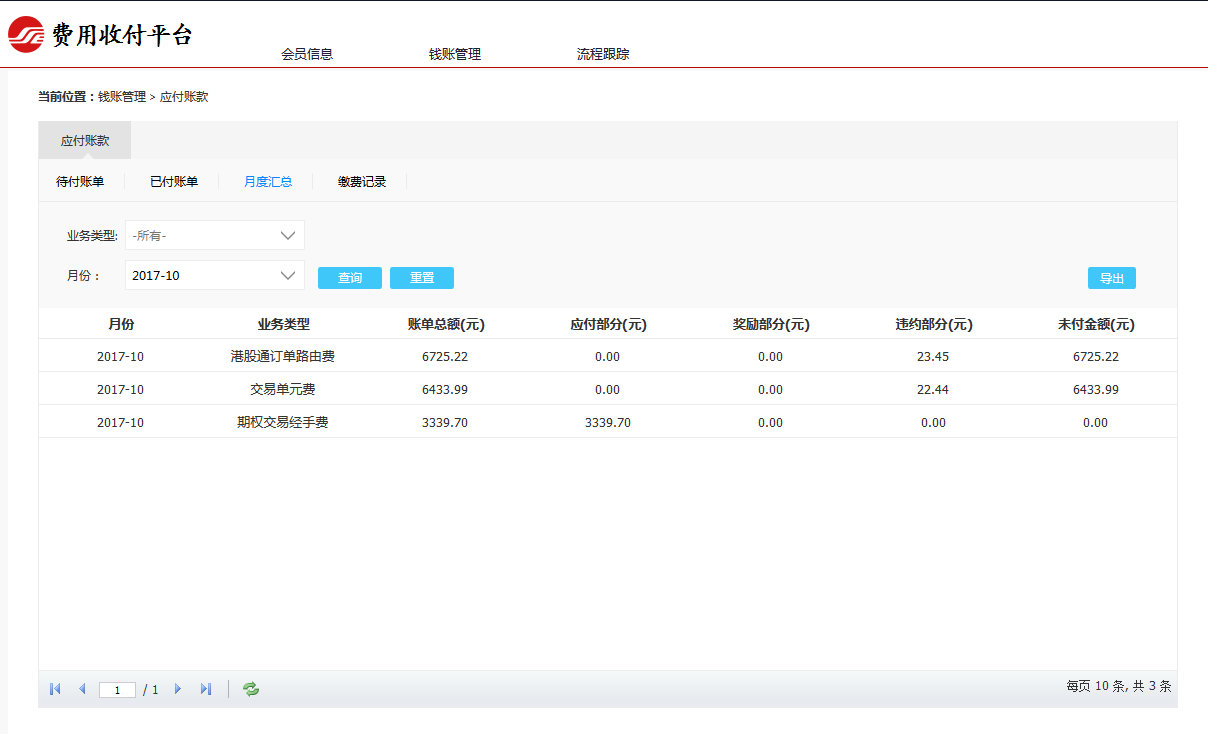 费用收付平台
会员信息 钱账管理 流程跟踪
当前位置：钱账管理 > 应付账款
应付账款
待付账单 已付账单 月度汇总 缴费记录
业务类型: -所有-
月份： 2017-10 查询 重置 导出
月份 业务类型 账单总额(元) 应付部分(元) 奖励部分(元) 违约部分(元) 未付金额(元)
2017-10 港股通订单路由费 6725.22 0.00 0.00 23.45 6725.22
2017-10 交易单元费 6433.99 0.00 0.00 22.44 6433.99
2017-10 期权交易经手费 3339.70 3339.70 0.00 0.00 0.00
1 / 1 每页 10 条, 共 3 条